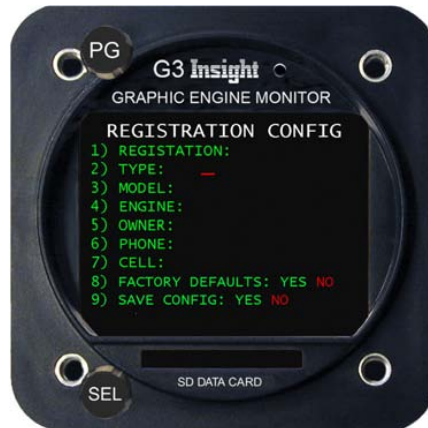 PG
G3 Insight
GRAPHIC ENGINE MONITOR
REGISTRATION CONFIG
1) REGISTATION:
2) TYPE: _
3) MODEL:
4) ENGINE:
5) OWNER:
6) PHONE:
7) CELL:
8) FACTORY DEFAULTS: YES NO
9) SAVE CONFIG: YES NO
SEL
SD DATA CARD